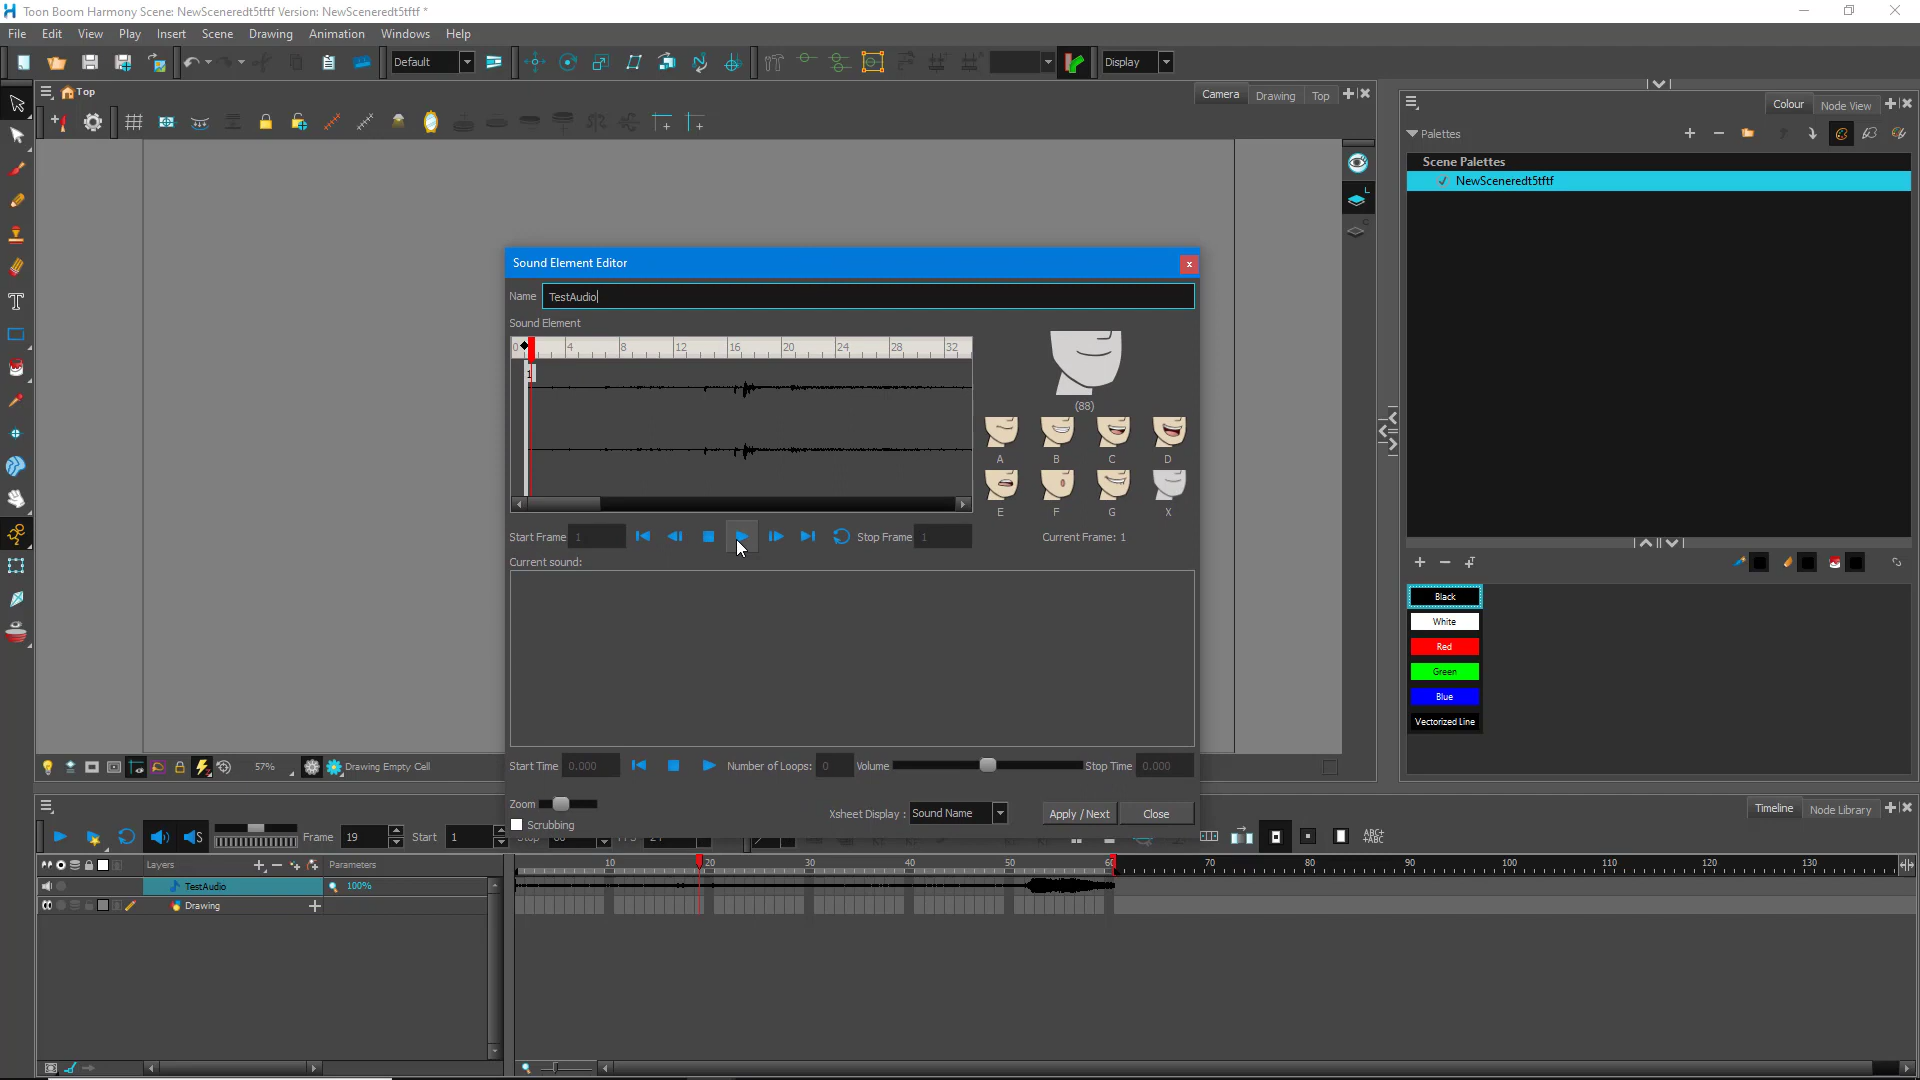 Toon Boom Harmony Scene: NewSceneredt5tftf Version: NewSceneredt5tftf *
File Edit View Play Insert Scene Drawing Animation Windows Help
Default
Display
Top
Camera Drawing Top
Colour Node View
Palettes
Scene Palettes
NewSceneredt5tftf
Sound Element Editor
Name TestAudio
Sound Element
0 4 8 12 16 20 24 28 32
1
(88)
A B C D
E F G X
Start Frame 1
Stop Frame 1
Current Frame: 1
Current sound:
Black
White
Red
Green
Blue
Vectorized Line
57%
Drawing Empty Cell
Start Time 0.000
Number of Loops: 0
Volume
Stop Time 0.000
Zoom
Scrubbing
Xsheet Display : Sound Name
Apply / Next
Close
Timeline Node Library
Frame 19 Start 1
ABC+
+ABC
Layers
Parameters
10 20 30 40 50 60 70 80 90 100 110 120 130
TestAudio
100%
Drawing